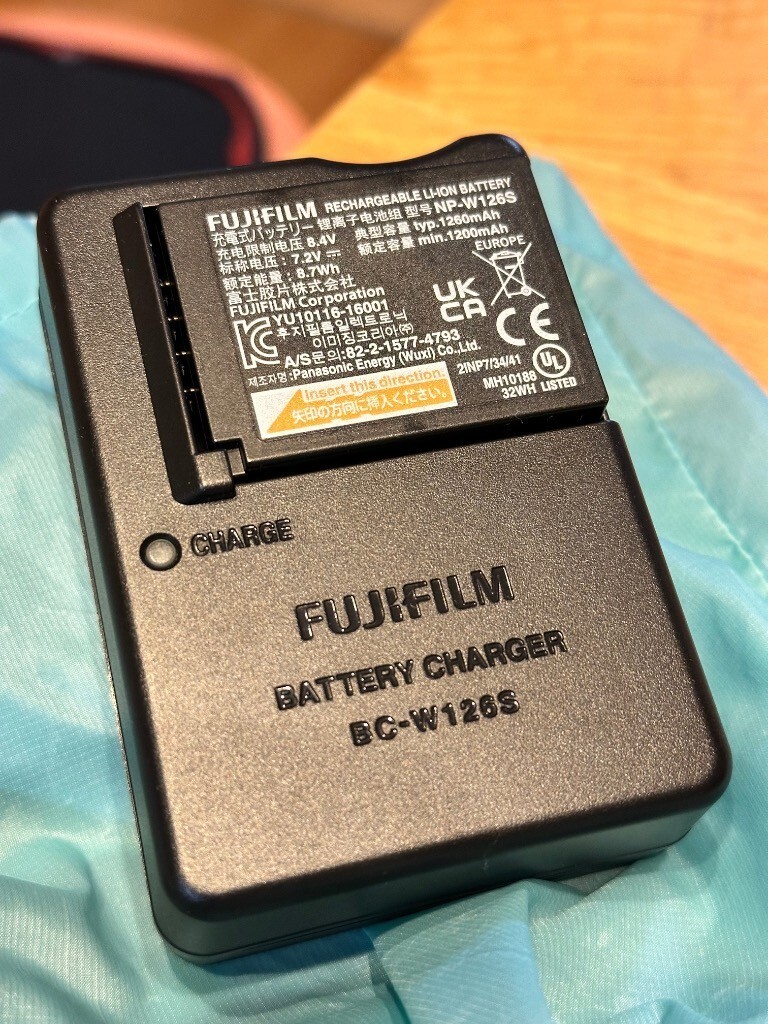 FUJIFILM RECHARGEABLE LI-ION BATTERY
充電式バッテリー 锂离子电池组 型号 NP-W126S
充电限制电压 8.4V 典型容量 typ.1260mAh
标称电压：7.2V ⎓ 额定容量 min.1200mAh
额定能量：8.7Wh
富士胶片株式会社
FUJIFILM Corporation
YU10116-16001
후지필름일렉트로닉
이미징코리아㈜
A/S문의:82-2-1577-4793
제조자명:Panasonic Energy (Wuxi) Co.,Ltd.
EUROPE
UK
CA
CE
2INP7/34/41
UL
MH10188
32WH LISTED
Insert this direction.
矢印の方向に挿入ください。
CHARGE
FUJIFILM
BATTERY CHARGER
BC-W126S